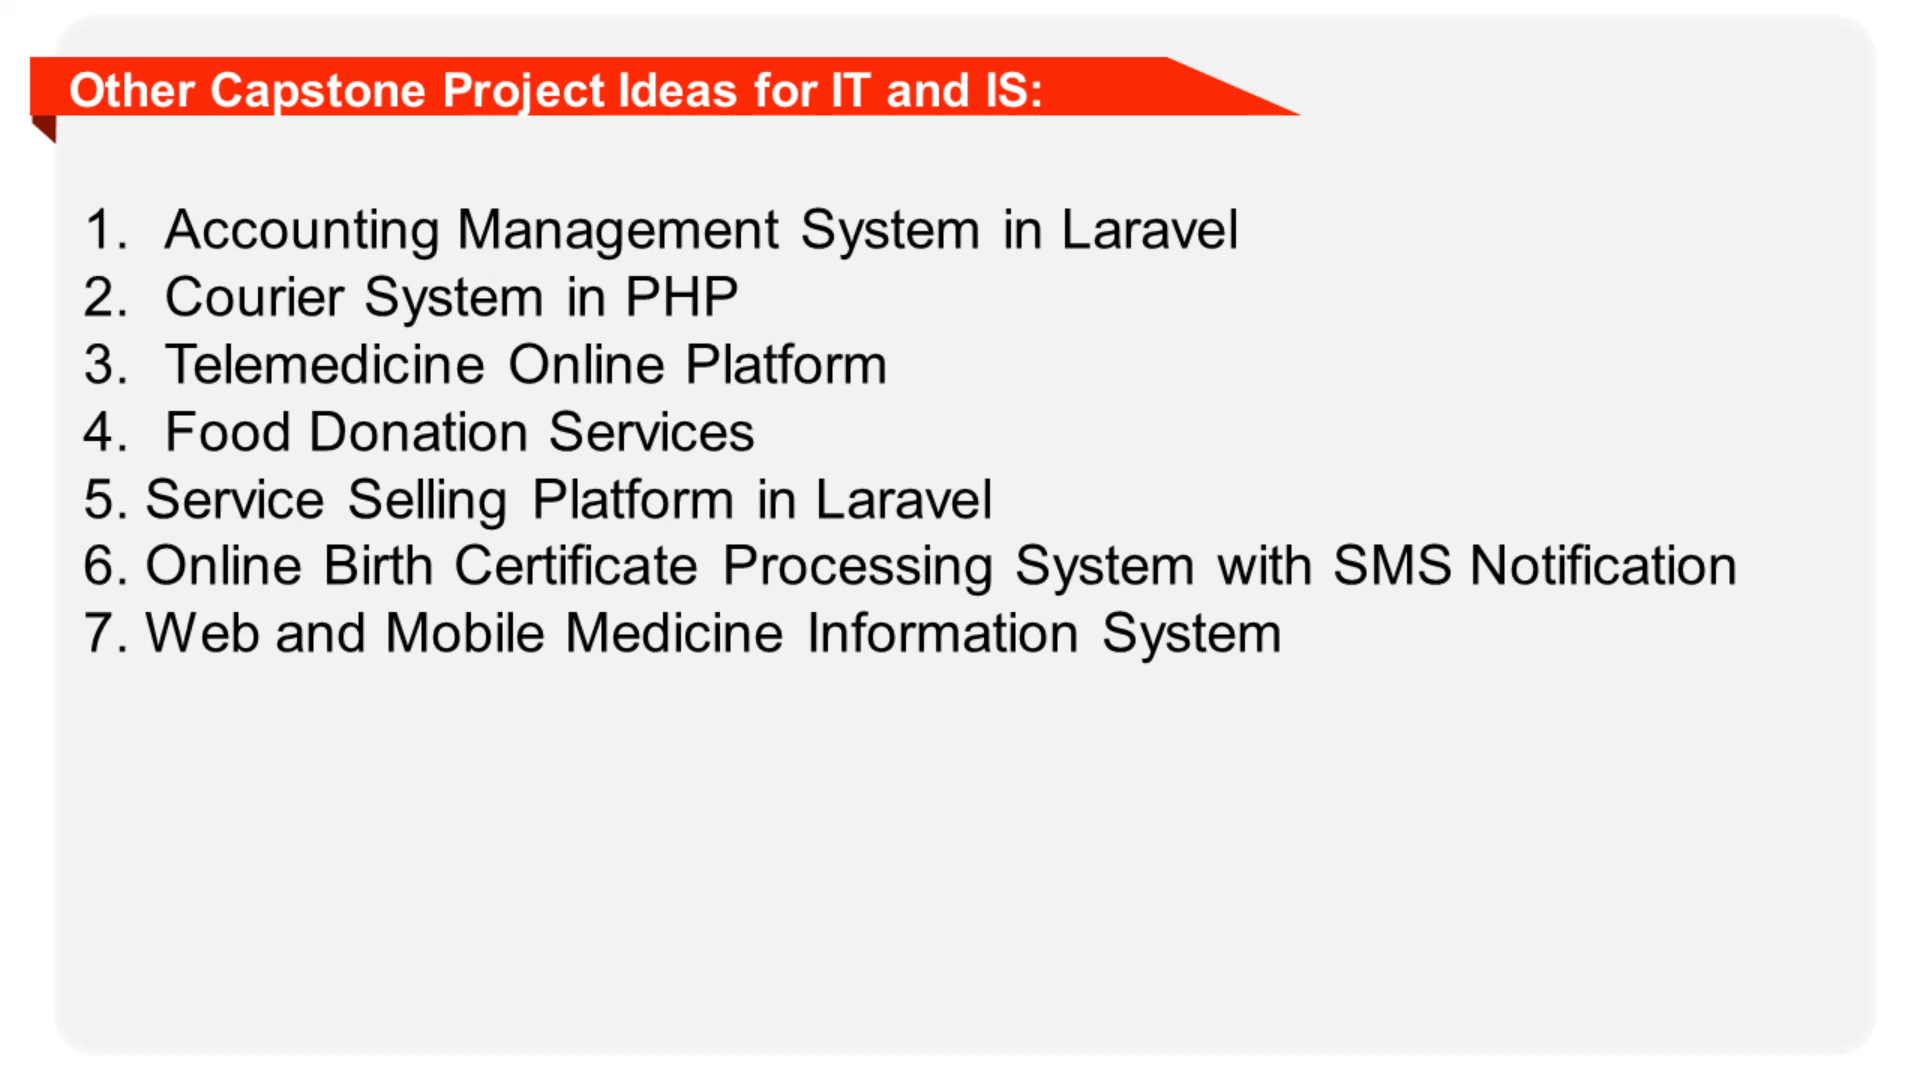 Other Capstone Project Ideas for IT and IS:
1. Accounting Management System in Laravel
2. Courier System in PHP
3. Telemedicine Online Platform
4. Food Donation Services
5. Service Selling Platform in Laravel
6. Online Birth Certificate Processing System with SMS Notification
7. Web and Mobile Medicine Information System